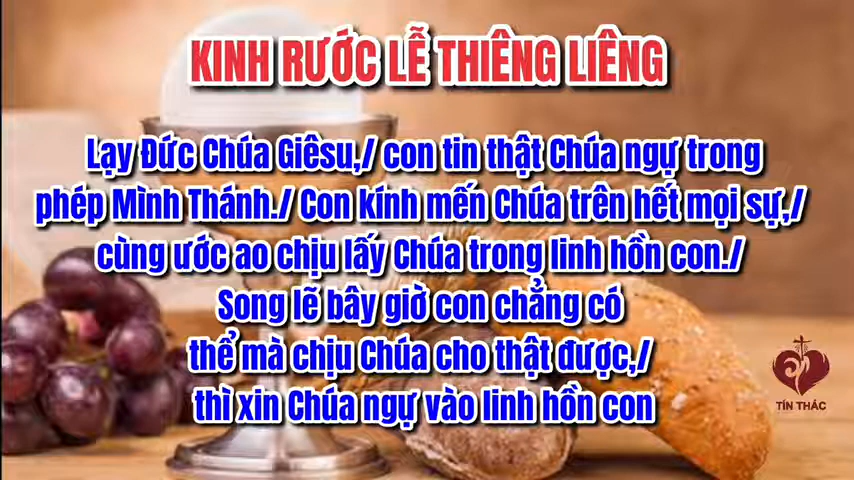 KINH RƯỚC LỄ THIÊNG LIÊNG
Lạy Đức Chúa Giêsu,/ con tin thật Chúa ngự trong
phép Mình Thánh./ Con kính mến Chúa trên hết mọi sự,/
cùng ước ao chịu lấy Chúa trong linh hồn con./
Song lẽ bây giờ con chẳng có
thể mà chịu Chúa cho thật được,/
thì xin Chúa ngự vào linh hồn con
TÍN THÁC